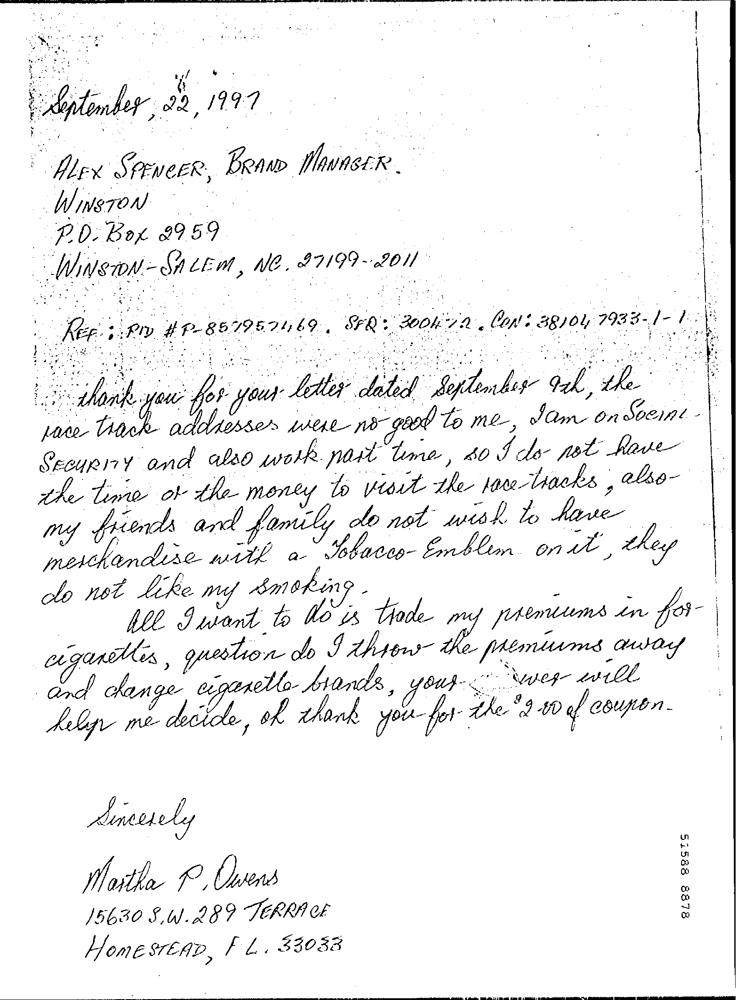 September, 22, 1997
ALEX SPENCER, BRAND MANAGER.
WINSTON
P.O. Box 2959
WINSTON-SALEM, NC. 27199-2011
REF: PID #P-857957469. SEQ: 3004 . CON: 38104 7933-1-1
thank you for your letter dated September 9th, the
race track addresses were no good to me, I am on SOCIAL
SECURITY and also work part time, so I do not have
the time or the money to visit the race-tracks, also-
my friends and family do not wish to have
merchandise with a Tobacco-Emblem on it, they
do not like my smoking.
All I want to do is trade my premiums in for-
cigarettis, question do I throw the premiums away
and change cigarette brands, your wer will
help me decide, oh thank you for the $2-00 of coupon.
Sincerely
Martha P. Owens
15630 S.W. 289 TERRACE
HOMESTEAD, FL. 33033
51588 8878